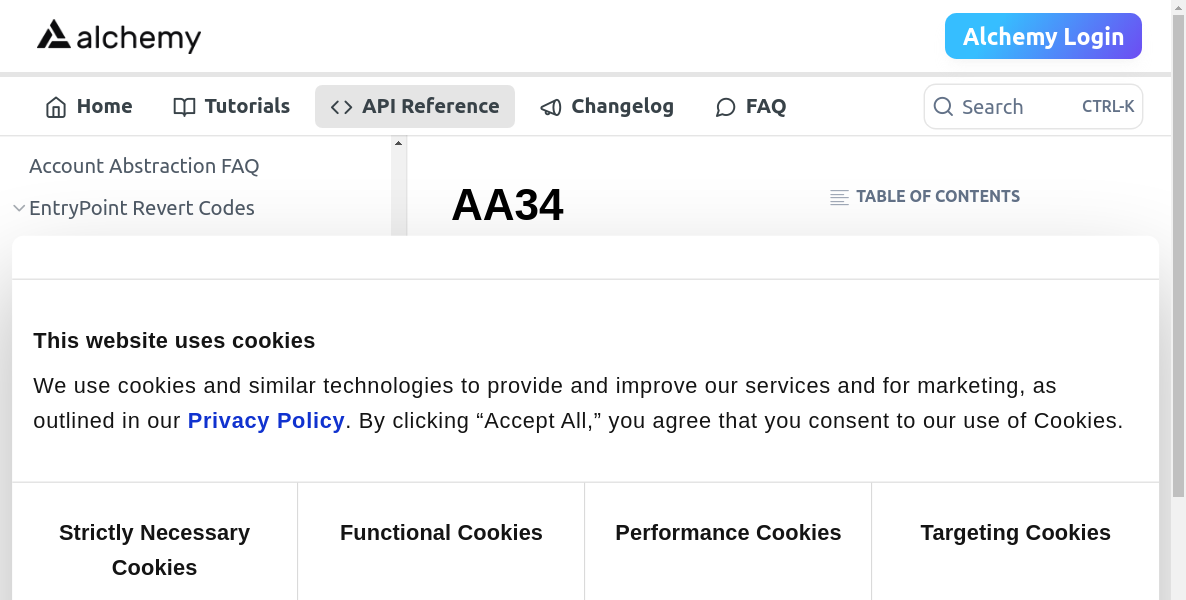 alchemy
Alchemy Login
Home
Tutorials
API Reference
Changelog
FAQ
Search
CTRL-K
Account Abstraction FAQ
EntryPoint Revert Codes
AA34
TABLE OF CONTENTS
This website uses cookies
We use cookies and similar technologies to provide and improve our services and for marketing, as
outlined in our Privacy Policy. By clicking “Accept All,” you agree that you consent to our use of Cookies.
Strictly Necessary
Cookies
Functional Cookies
Performance Cookies
Targeting Cookies